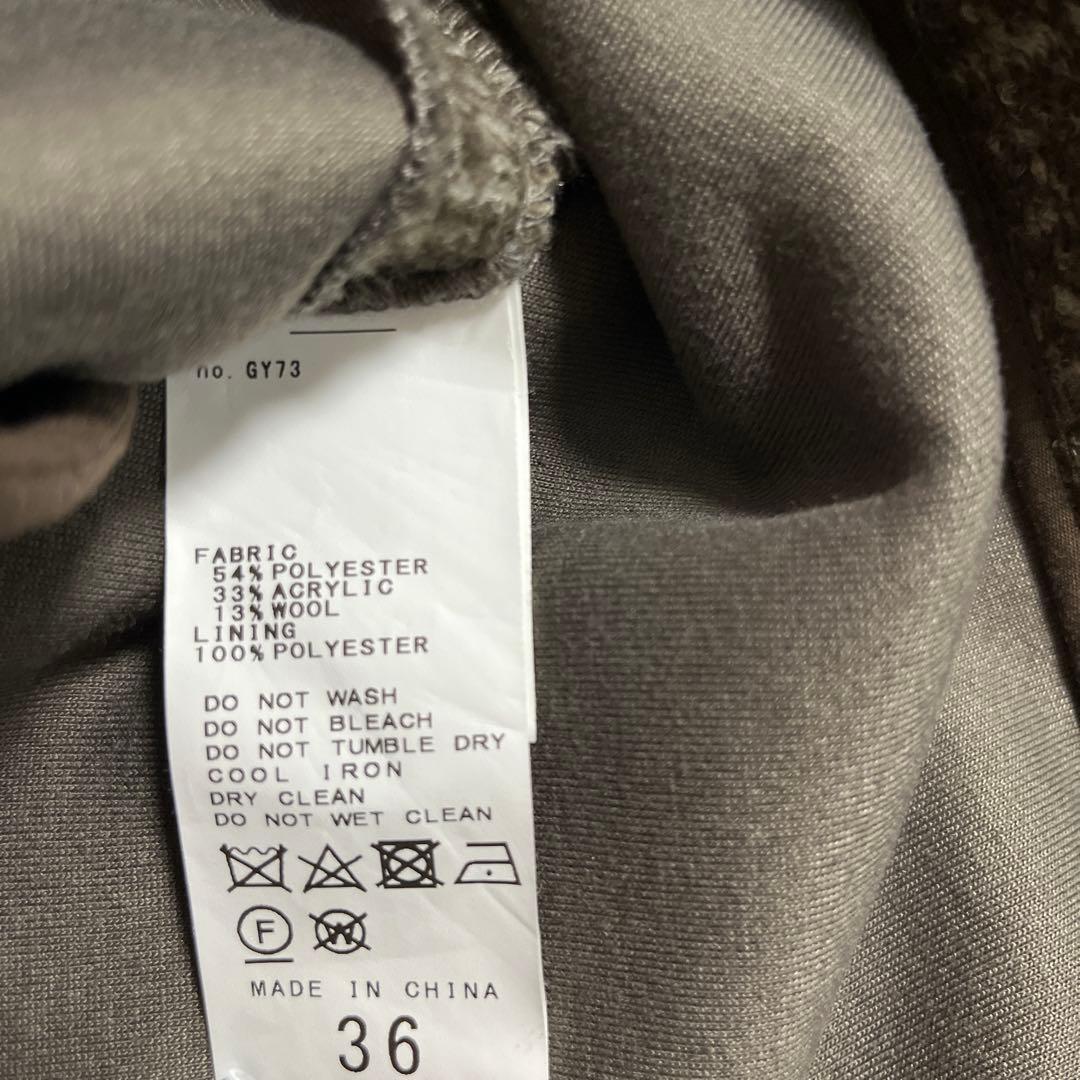 no. GY73
FABRIC
54% POLYESTER
33% ACRYLIC
13% WOOL
LINING
100% POLYESTER
DO NOT WASH
DO NOT BLEACH
DO NOT TUMBLE DRY
COOL IRON
DRY CLEAN
DO NOT WET CLEAN
F W
MADE IN CHINA
36